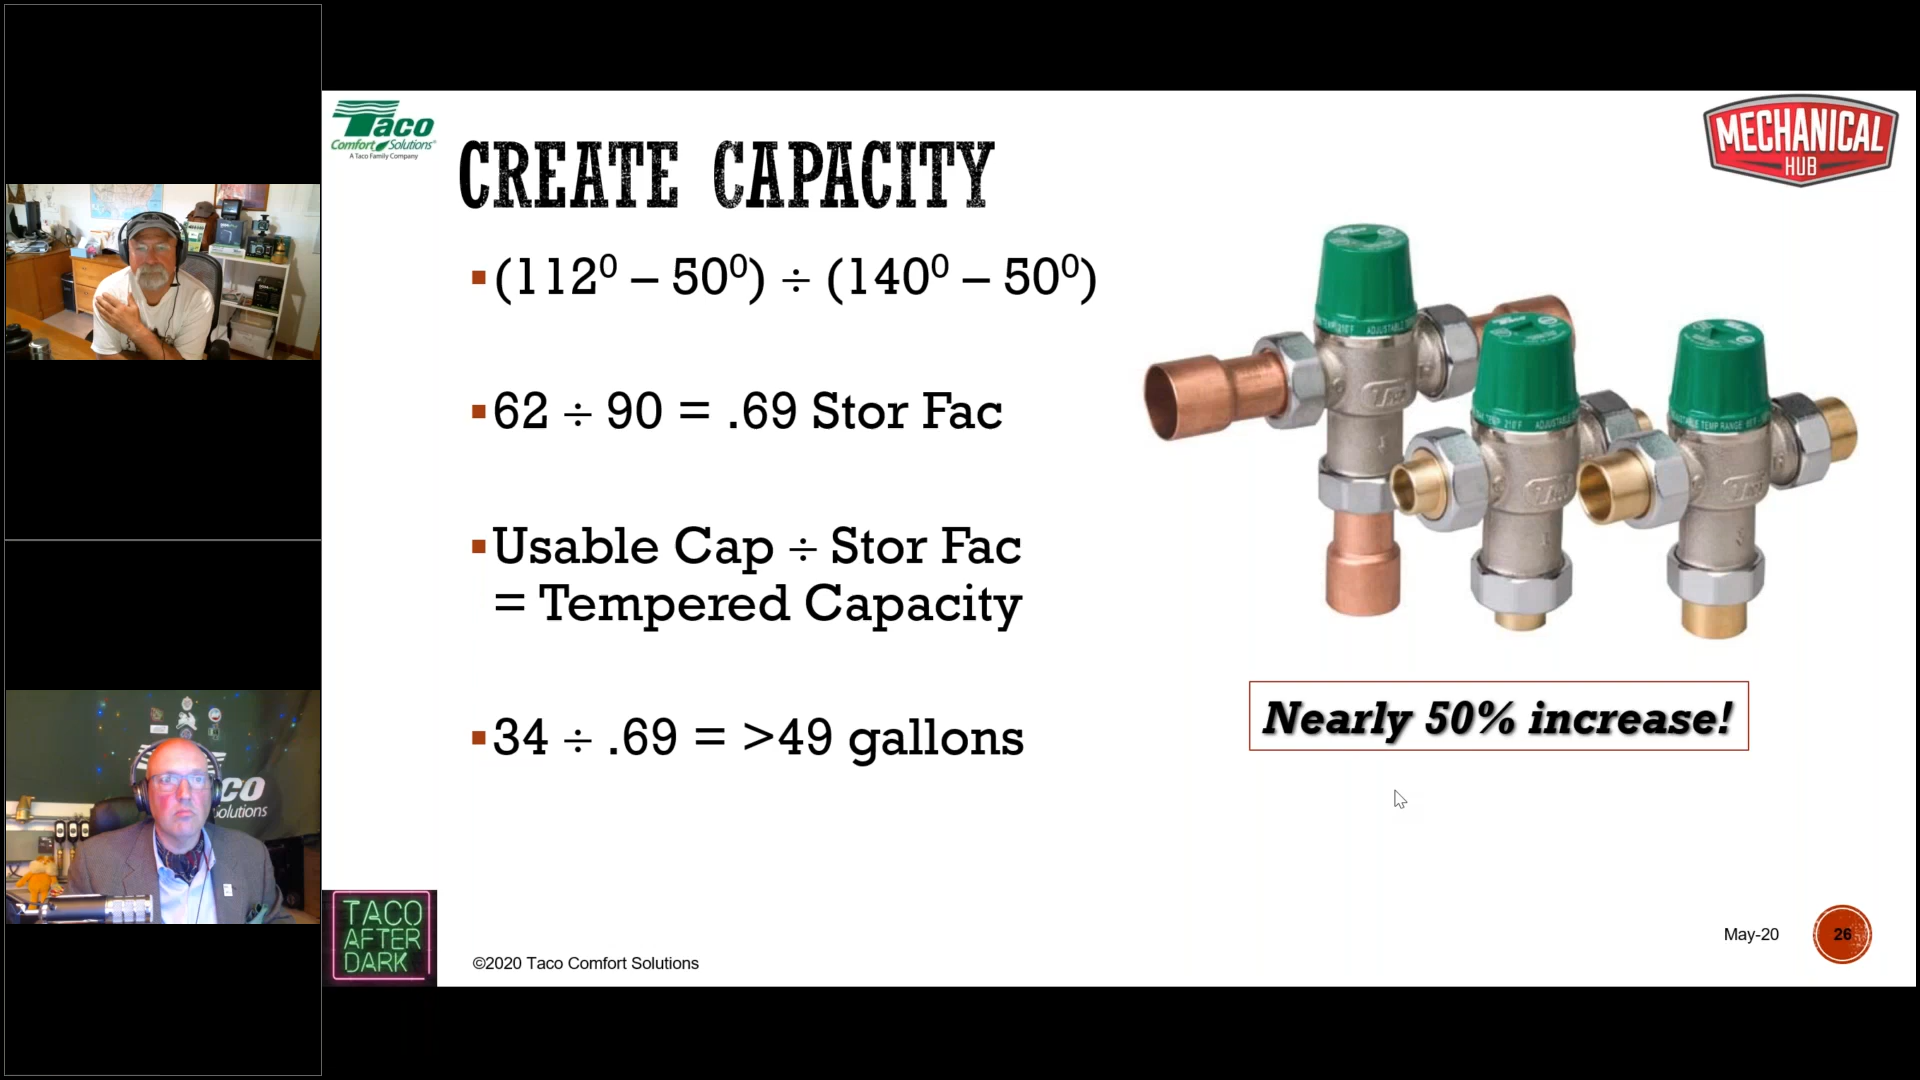 Taco
Comfort Solutions®
A Taco Family Company
MECHANICAL
HUB
CREATE CAPACITY
(112⁰ – 50⁰) ÷ (140⁰ – 50⁰)
62 ÷ 90 = .69 Stor Fac
Usable Cap ÷ Stor Fac
= Tempered Capacity
34 ÷ .69 = >49 gallons
Nearly 50% increase!
CO
Solutions
TACO
AFTER
DARK
©2020 Taco Comfort Solutions
May-20
26